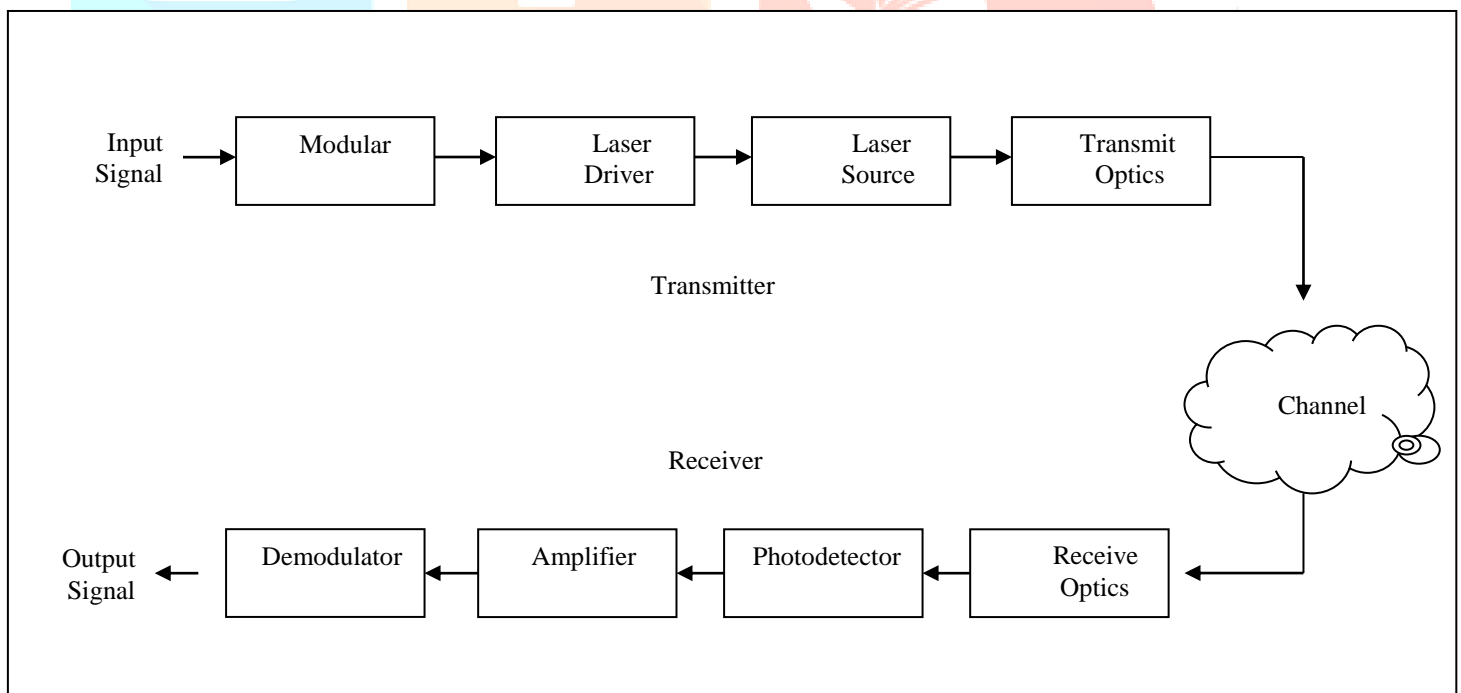 Input
Signal
Modular
Laser
Driver
Laser
Source
Transmit
Optics
Transmitter
Channel
Receiver
Output
Signal
Demodulator
Amplifier
Photodetector
Receive
Optics